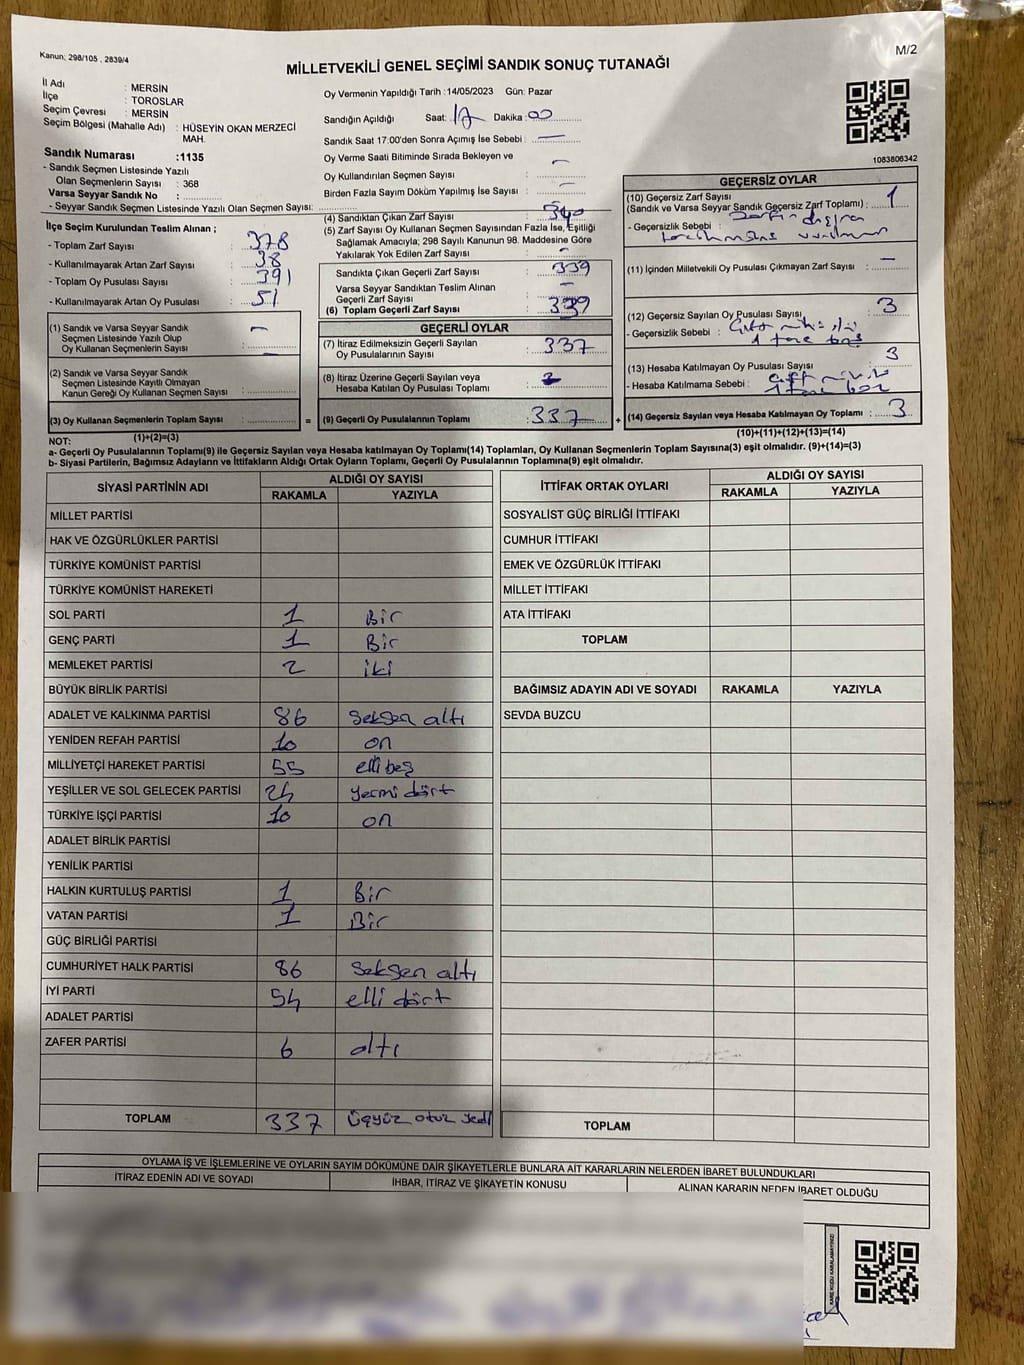 Kanun: 298/105 , 2839/4
M/2
MİLLETVEKİLİ GENEL SEÇİMİ SANDIK SONUÇ TUTANAĞI
İl Adı : MERSİN
İlçe : TOROSLAR
Seçim Çevresi : MERSİN
Seçim Bölgesi (Mahalle Adı) : HÜSEYİN OKAN MERZECİ MAH.
Sandık Numarası :1135
- Sandık Seçmen Listesinde Yazılı
Olan Seçmenlerin Sayısı : 368
Varsa Seyyar Sandık No :
- Seyyar Sandık Seçmen Listesinde Yazılı Olan Seçmen Sayısı:
Oy Vermenin Yapıldığı Tarih :14/05/2023 Gün: Pazar
Sandığın Açıldığı Saat: 17 Dakika: 00
Sandık Saat 17:00'den Sonra Açımış İse Sebebi : —
Oy Verme Saati Bitiminde Sırada Bekleyen ve
Oy Kullandırılan Seçmen Sayısı : —
Birden Fazla Sayım Döküm Yapılmış İse Sayısı : —
1083806342
İlçe Seçim Kurulundan Teslim Alınan ;
- Toplam Zarf Sayısı : 378
- Kullanılmayarak Artan Zarf Sayısı : 38
- Toplam Oy Pusulası Sayısı : 391
- Kullanılmayarak Artan Oy Pusulası : 51
(1) Sandık ve Varsa Seyyar Sandık
Seçmen Listesinde Yazılı Olup
Oy Kullanan Seçmenlerin Sayısı : —
(2) Sandık ve Varsa Seyyar Sandık
Seçmen Listesinde Kayıtlı Olmayan
Kanun Gereği Oy Kullanan Seçmen Sayısı :
(3) Oy Kullanan Seçmenlerin Toplam Sayısı : =
(1)+(2)=(3)
(4) Sandıktan Çıkan Zarf Sayısı : 340
(5) Zarf Sayısı Oy Kullanan Seçmen Sayısından Fazla İse, Eşitliği
Sağlamak Amacıyla; 298 Sayılı Kanunun 98. Maddesine Göre
Yakılarak Yok Edilen Zarf Sayısı : —
Sandıkta Çıkan Geçerli Zarf Sayısı : 339
Varsa Seyyar Sandıktan Teslim Alınan
Geçerli Zarf Sayısı : —
(6) Toplam Geçerli Zarf Sayısı : 339
GEÇERLİ OYLAR
(7) İtiraz Edilmeksizin Geçerli Sayılan
Oy Pusulalarının Sayısı : 337
(8) İtiraz Üzerine Geçerli Sayılan veya
Hesaba Katılan Oy Pusulası Toplamı :
(9) Geçerli Oy Pusulalarının Toplamı : 337 +
GEÇERSİZ OYLAR
(10) Geçersiz Zarf Sayısı
(Sandık ve Varsa Seyyar Sandık Geçersiz Zarf Toplamı) : 1
- Geçersizlik Sebebi :
(11) İçinden Milletvekili Oy Pusulası Çıkmayan Zarf Sayısı : —
(12) Geçersiz Sayılan Oy Pusulası Sayısı : 3
- Geçersizlik Sebebi :
(13) Hesaba Katılmayan Oy Pusulası Sayısı : 3
- Hesaba Katılmama Sebebi :
(14) Geçersiz Sayılan veya Hesaba Katılmayan Oy Toplamı : 3
(10)+(11)+(12)+(13)=(14)
NOT:
a- Geçerli Oy Pusulalarının Toplamı(9) ile Geçersiz Sayılan veya Hesaba katılmayan Oy Toplamı(14) Toplamları, Oy Kullanan Seçmenlerin Toplam Sayısına(3) eşit olmalıdır. (9)+(14)=(3)
b- Siyasi Partilerin, Bağımsız Adayların ve İttifakların Aldığı Ortak Oyların Toplamı, Geçerli Oy Pusulalarının Toplamına(9) eşit olmalıdır.
SİYASİ PARTİNİN ADI ALDIĞI OY SAYISI
RAKAMLA YAZIYLA
MİLLET PARTİSİ
HAK VE ÖZGÜRLÜKLER PARTİSİ
TÜRKİYE KOMÜNİST PARTİSİ
TÜRKİYE KOMÜNİST HAREKETİ
SOL PARTİ 1 Bir
GENÇ PARTİ 1 Bir
MEMLEKET PARTİSİ 2 iki
BÜYÜK BİRLİK PARTİSİ
ADALET VE KALKINMA PARTİSİ 86 Seksen altı
YENİDEN REFAH PARTİSİ 10 on
MİLLİYETÇİ HAREKET PARTİSİ 55 elli beş
YEŞİLLER VE SOL GELECEK PARTİSİ 24 yermi dört
TÜRKİYE İŞÇİ PARTİSİ 10 on
ADALET BİRLİK PARTİSİ
YENİLİK PARTİSİ
HALKIN KURTULUŞ PARTİSİ 1 Bir
VATAN PARTİSİ 1 Bir
GÜÇ BİRLİĞİ PARTİSİ
CUMHURİYET HALK PARTİSİ 86 Seksen altı
İYİ PARTİ 54 elli dört
ADALET PARTİSİ
ZAFER PARTİSİ 6 altı
TOPLAM 337 Üçyüz otuz yedi
İTTİFAK ORTAK OYLARI ALDIĞI OY SAYISI
RAKAMLA YAZIYLA
SOSYALİST GÜÇ BİRLİĞİ İTTİFAKI
CUMHUR İTTİFAKI
EMEK VE ÖZGÜRLÜK İTTİFAKI
MİLLET İTTİFAKI
ATA İTTİFAKI
TOPLAM
BAĞIMSIZ ADAYIN ADI VE SOYADI RAKAMLA YAZIYLA
SEVDA BUZCU
TOPLAM
OYLAMA İŞ VE İŞLEMLERİNE VE OYLARIN SAYIM DÖKÜMÜNE DAİR ŞİKAYETLERLE BUNLARA AİT KARARLARIN NELERDEN İBARET BULUNDUKLARI
İTİRAZ EDENİN ADI VE SOYADI İHBAR, İTİRAZ VE ŞİKAYETİN KONUSU ALINAN KARARIN NEDEN İBARET OLDUĞU
KARE KODU KARALAMAYINIZ!